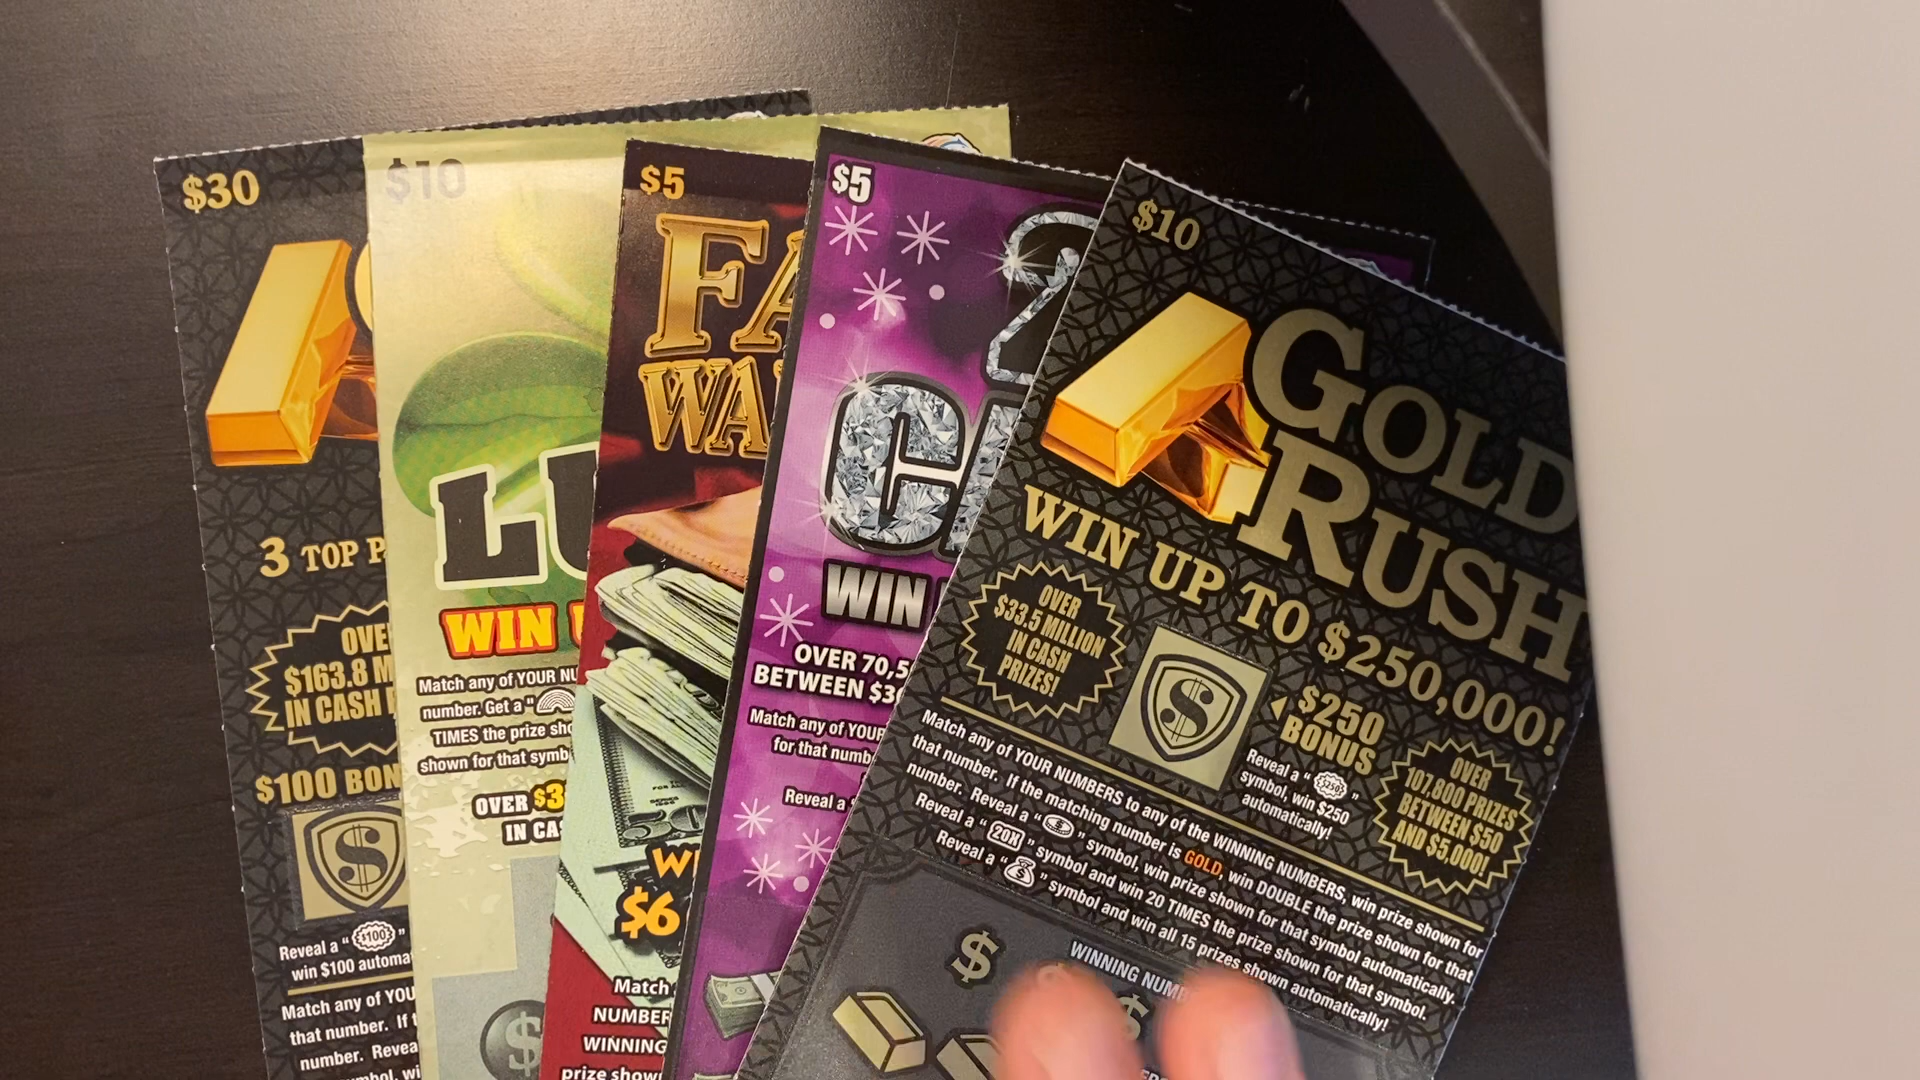 $30
3 TOP P
OVE
$163.8 M
IN CASH
$100 BON
Reveal a " $100 "
win $100 automa
Match any of YOU
that number. If t
number. Revea
mbol, wi
$10
LU
WIN
Match any of YOUR NU
number. Get a " "
TIMES the prize sho
shown for that symb
OVER $3
IN CA
$5
FA
WA
50
W
$6
Match
NUMBER
WINNING
prize show
$5
2
CA
WIN
OVER 70,5
BETWEEN $30
Match any of YOUR
for that numb
Reveal a "
$10
GOLD
RUSH
WIN UP TO $250,000!
OVER
$33.5 MILLION
IN CASH
PRIZES!
$250
BONUS
Reveal a " $250 "
symbol, win $250
automatically!
OVER
107,800 PRIZES
BETWEEN $50
AND $5,000!
Match any of YOUR NUMBERS to any of the WINNING NUMBERS, win prize shown for
that number. If the matching number is GOLD, win DOUBLE the prize shown for that
number. Reveal a " " symbol, win prize shown for that symbol automatically.
Reveal a " 20X " symbol and win 20 TIMES the prize shown for that symbol.
Reveal a " " symbol and win all 15 prizes shown automatically!
WINNING NUM